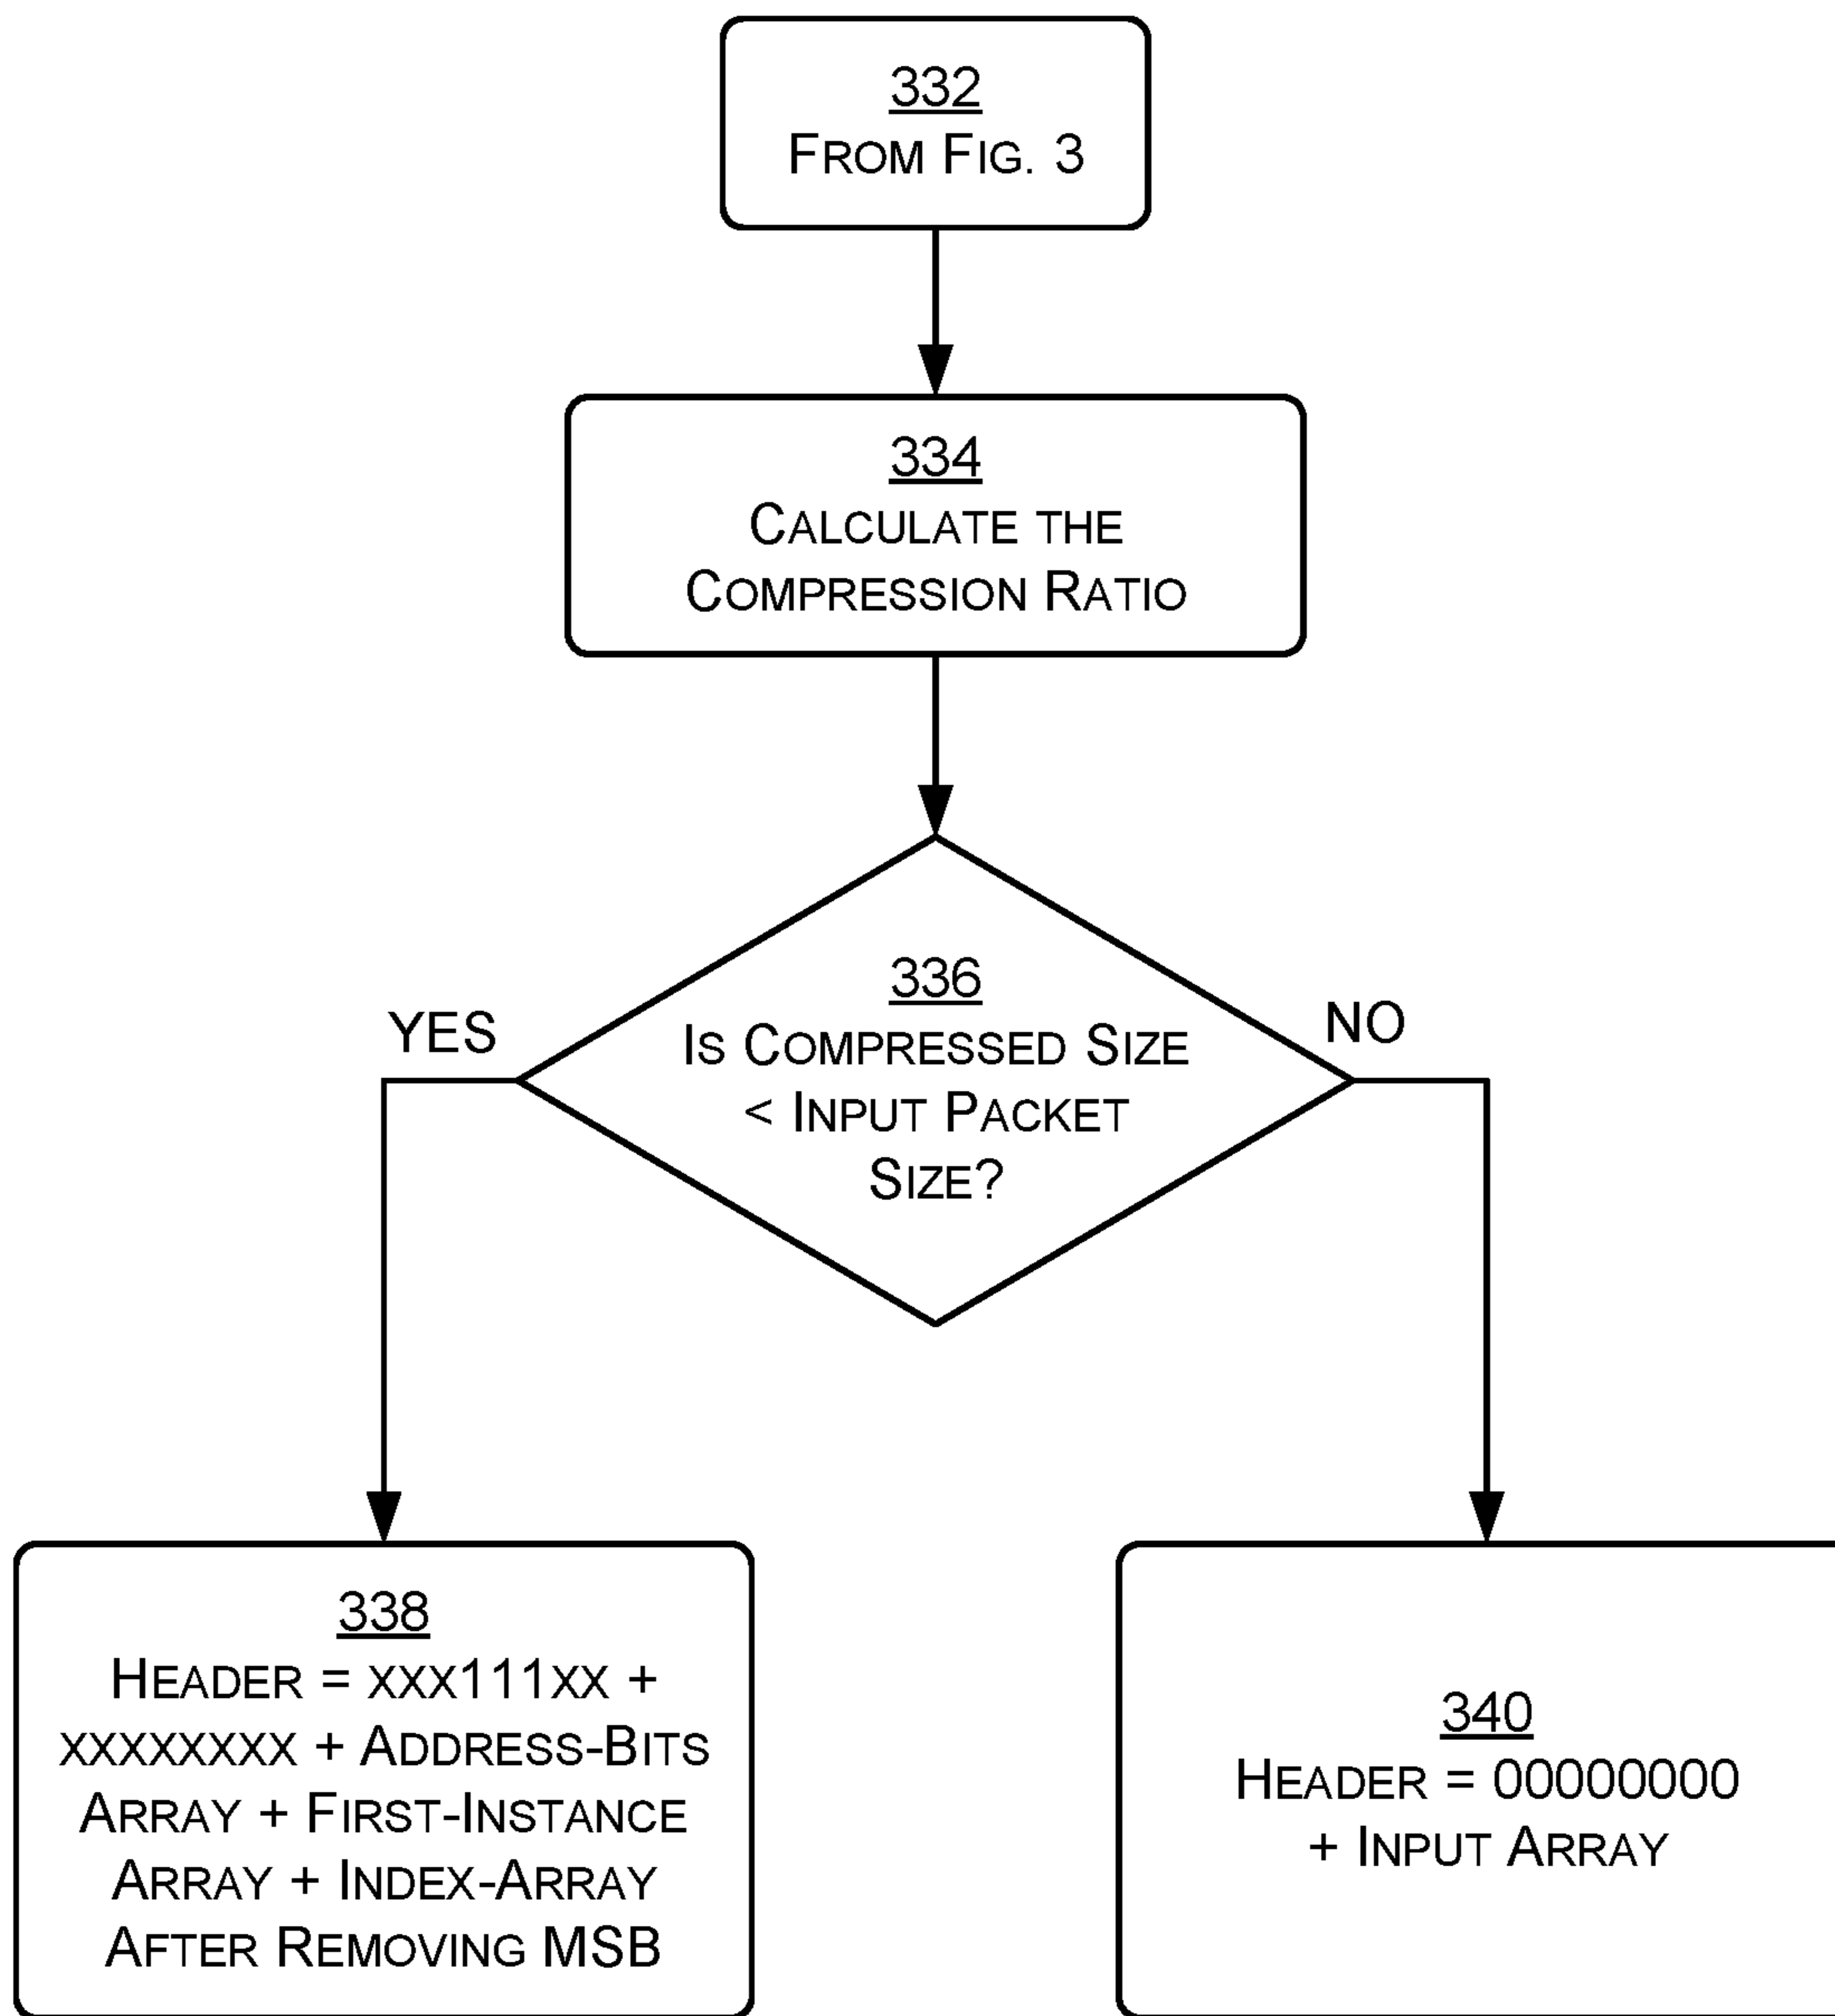 332
FROM FIG. 3
334
CALCULATE THE
COMPRESSION RATIO
336
IS COMPRESSED SIZE
< INPUT PACKET
SIZE?
YES
NO
338
HEADER = XXX111XX +
XXXXXXXX + ADDRESS-BITS
ARRAY + FIRST-INSTANCE
ARRAY + INDEX-ARRAY
AFTER REMOVING MSB
340
HEADER = 00000000
+ INPUT ARRAY